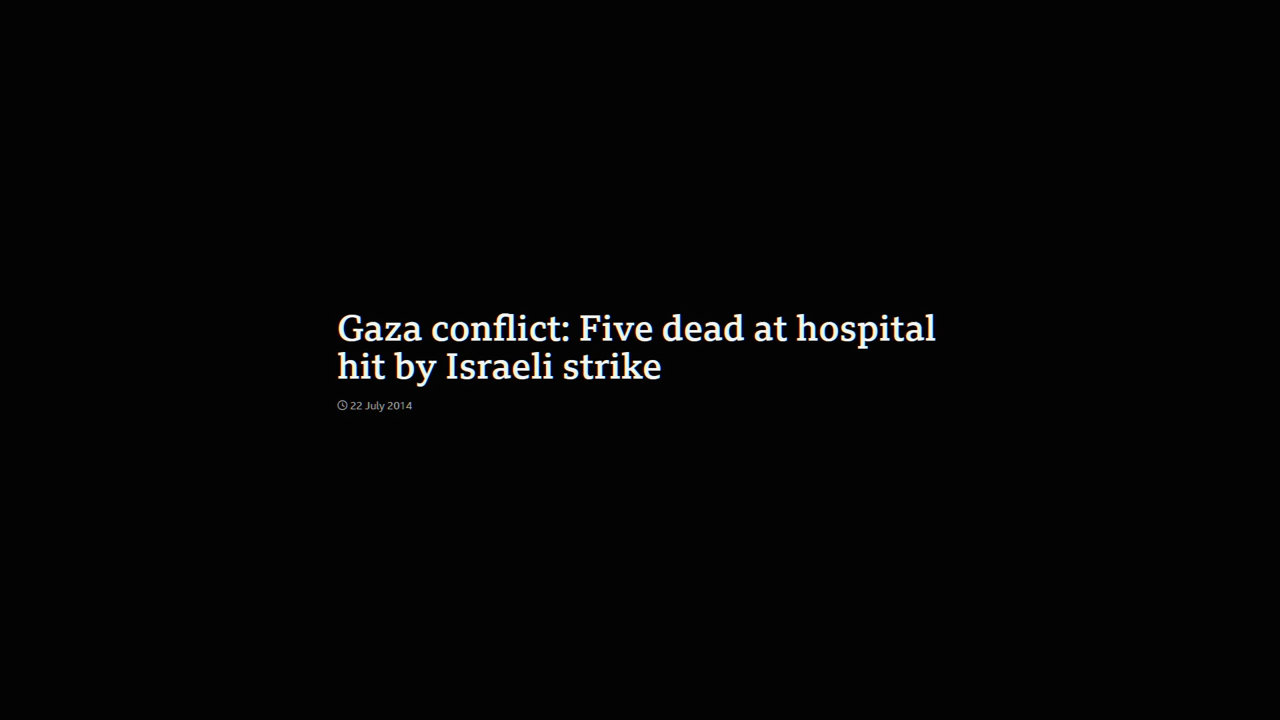 Gaza conflict: Five dead at hospital
hit by Israeli strike
22 July 2014